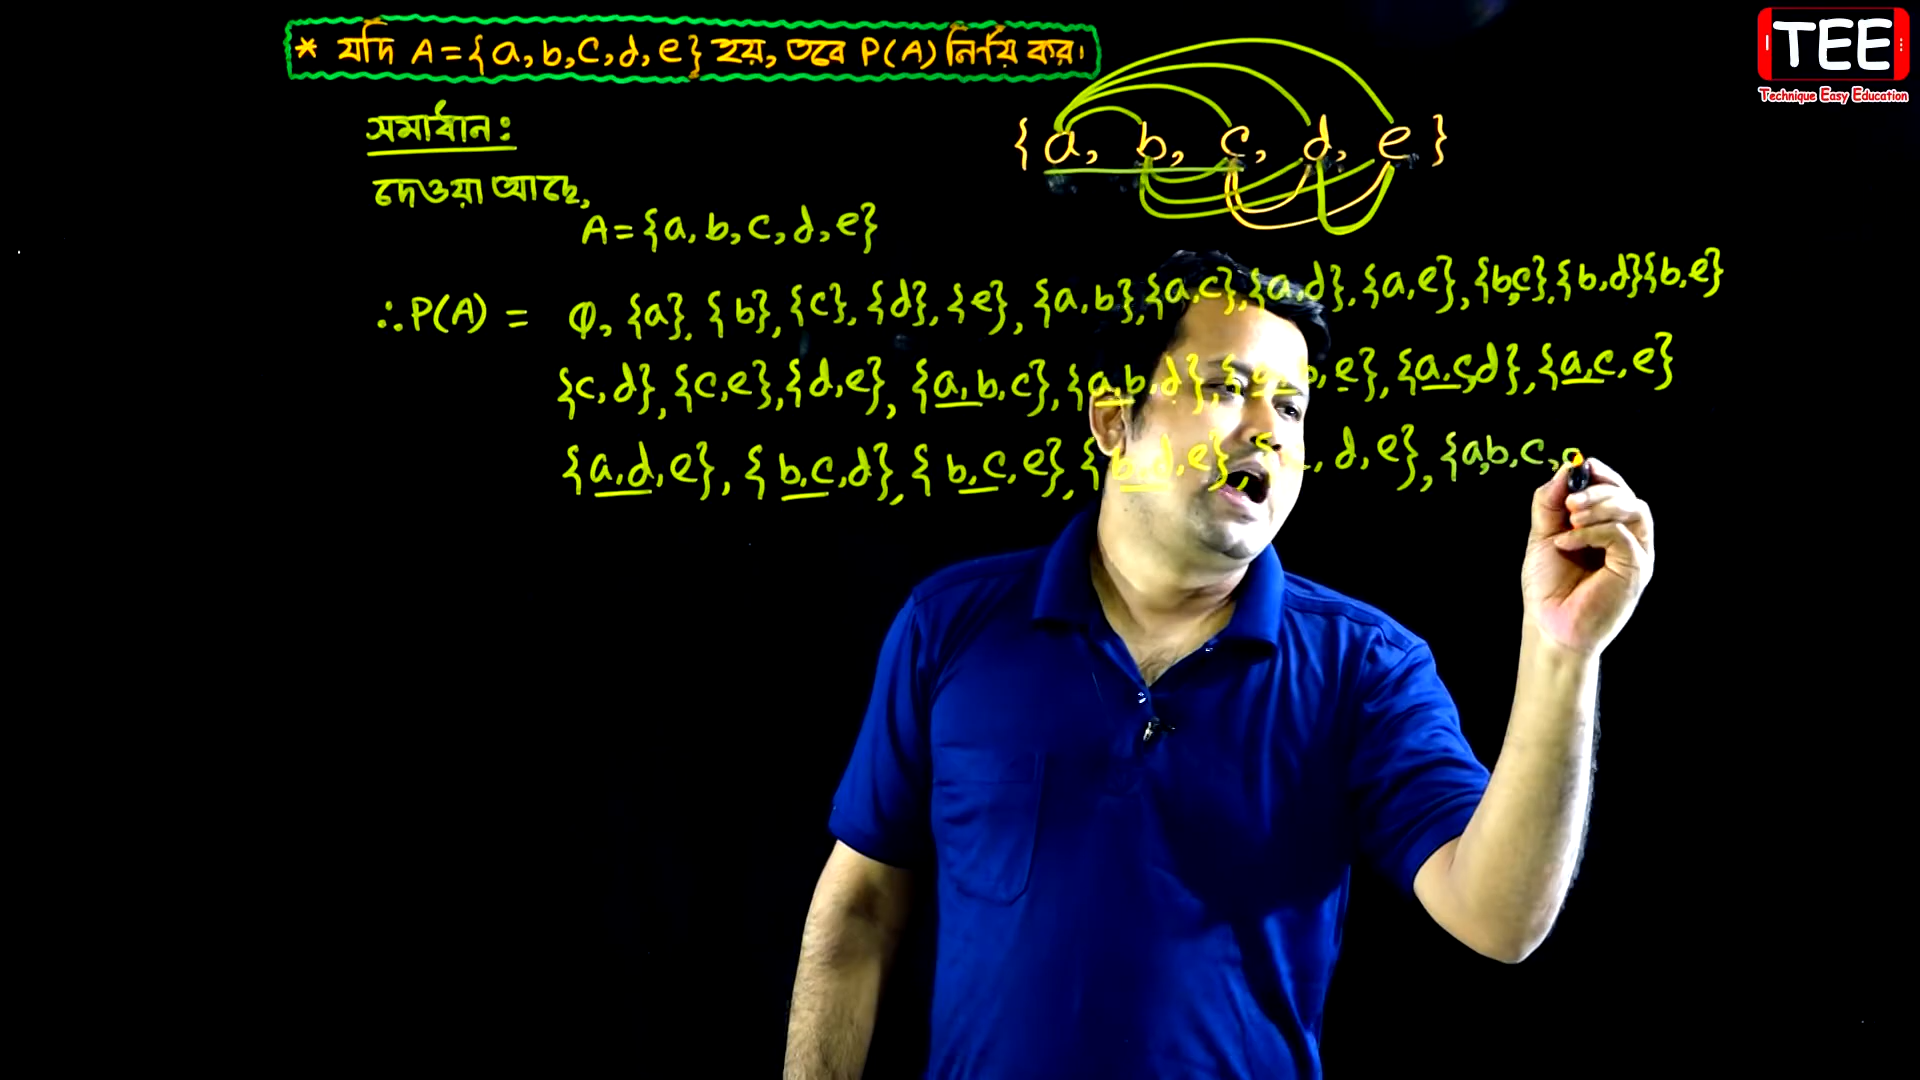 * যদি A={a,b,c,d,e} হয়, তবে P(A) নির্ণয় কর।
TEE
Technique Easy Education
সমাধান:
{a, b, c, d, e}
দেওয়া আছে,
A={a,b,c,d,e}
∴P(A) = φ, {a}, {b}, {c}, {d}, {e}, {a,b}, {a,c}, {a,d}, {a,e}, {b,c}, {b,d}{b,e}
{c,d}, {c,e}, {d,e}, {a,b,c}, {a,b,d}, b,e}, {a,c,d}, {a,c,e}
{a,d,e}, {b,c,d}, {b,c,e}, {b,d,e}, { , d,e}, {a,b,c,